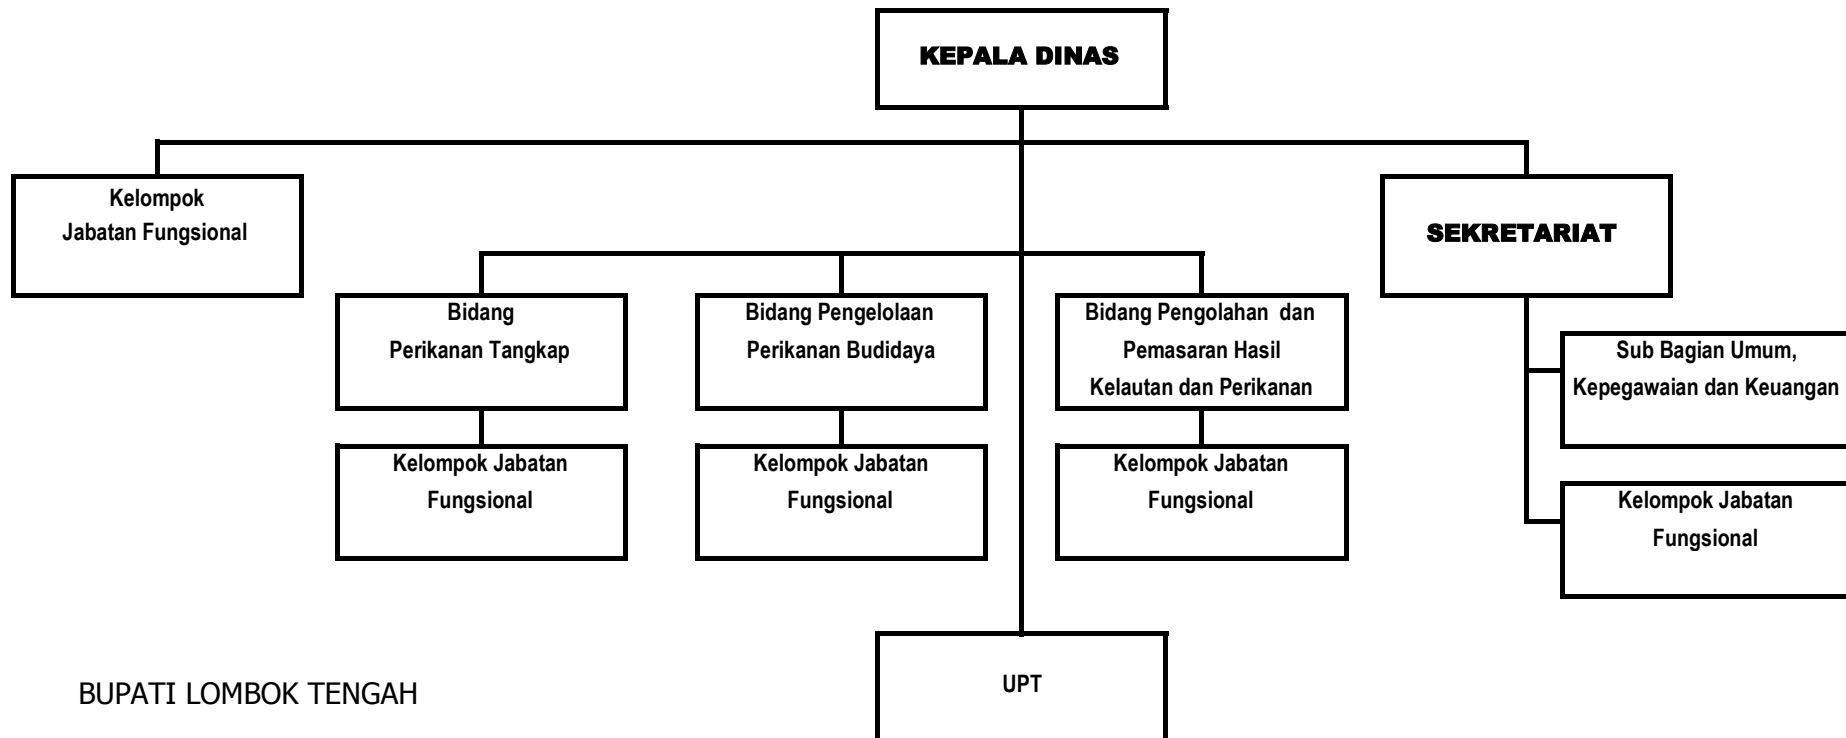 KEPALA DINAS
Kelompok
Jabatan Fungsional
SEKRETARIAT
Bidang
Perikanan Tangkap
Bidang Pengelolaan
Perikanan Budidaya
Bidang Pengolahan dan
Pemasaran Hasil
Kelautan dan Perikanan
Sub Bagian Umum,
Kepegawaian dan Keuangan
Kelompok Jabatan
Fungsional
Kelompok Jabatan
Fungsional
Kelompok Jabatan
Fungsional
Kelompok Jabatan
Fungsional
UPT
BUPATI LOMBOK TENGAH